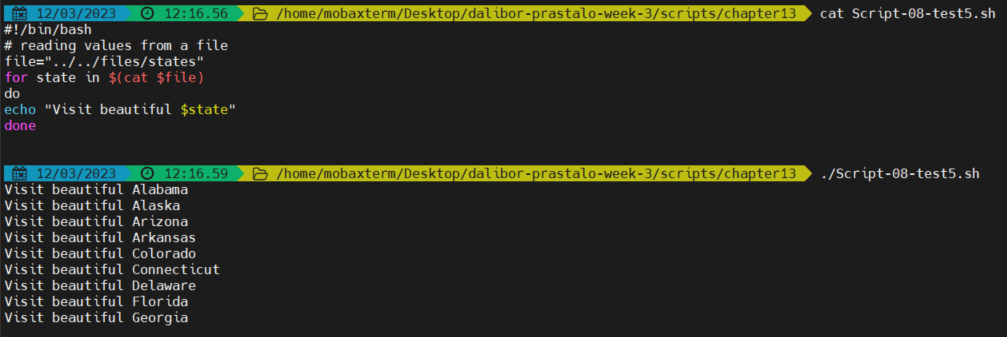 12/03/2023 12:16.56 /home/mobaxterm/Desktop/dalibor-prastalo-week-3/scripts/chapter13 cat Script-08-test5.sh
#!/bin/bash
# reading values from a file
file="../../files/states"
for state in $(cat $file)
do
echo "Visit beautiful $state"
done
12/03/2023 12:16.59 /home/mobaxterm/Desktop/dalibor-prastalo-week-3/scripts/chapter13 ./Script-08-test5.sh
Visit beautiful Alabama
Visit beautiful Alaska
Visit beautiful Arizona
Visit beautiful Arkansas
Visit beautiful Colorado
Visit beautiful Connecticut
Visit beautiful Delaware
Visit beautiful Florida
Visit beautiful Georgia